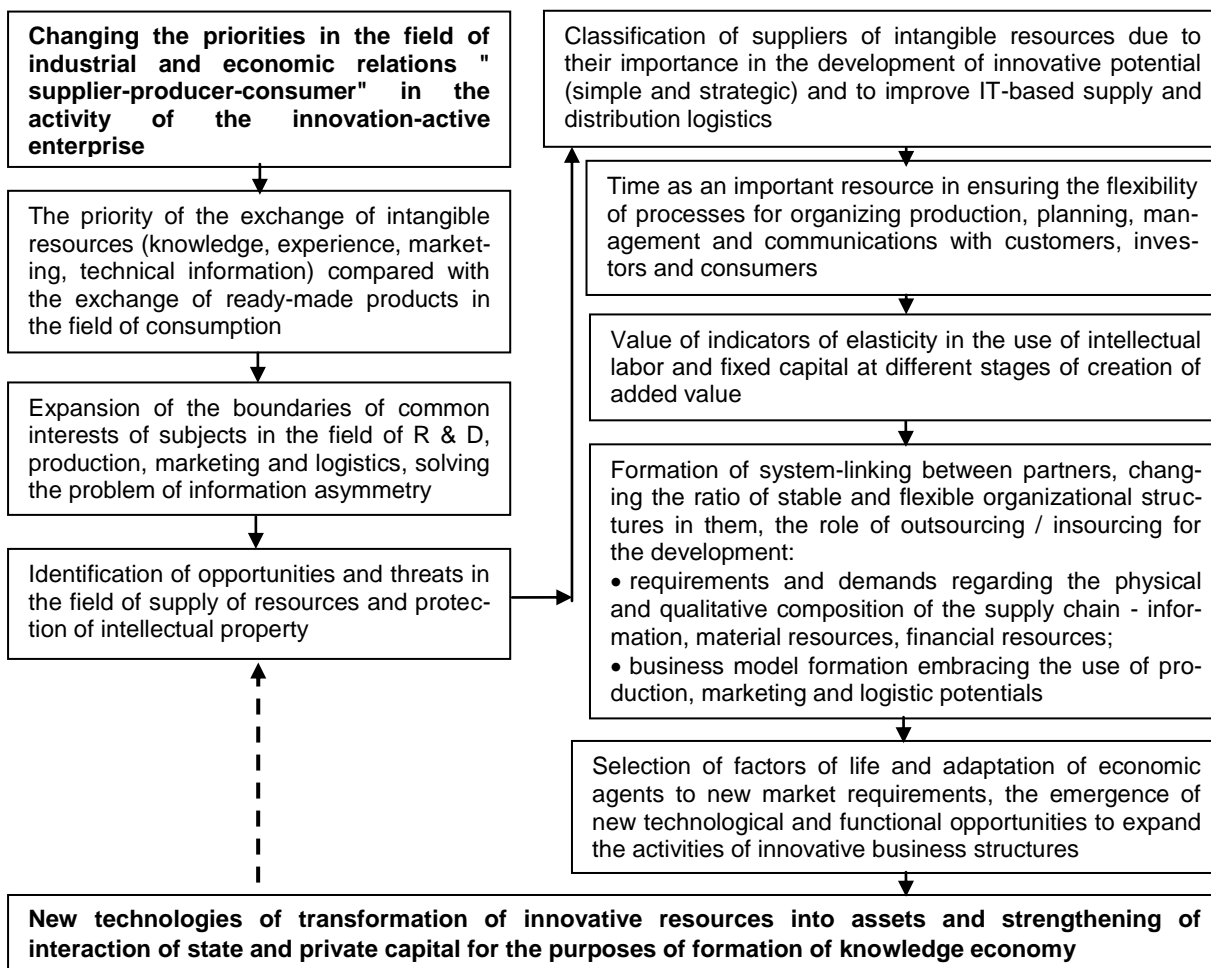 Changing the priorities in the field of
industrial and economic relations "
supplier-producer-consumer" in the
activity of the innovation-active
enterprise
The priority of the exchange of intangible
resources (knowledge, experience, market-
ing, technical information) compared with
the exchange of ready-made products in
the field of consumption
Expansion of the boundaries of common
interests of subjects in the field of R & D,
production, marketing and logistics, solving
the problem of information asymmetry
Identification of opportunities and threats in
the field of supply of resources and protec-
tion of intellectual property
Classification of suppliers of intangible resources due to
their importance in the development of innovative potential
(simple and strategic) and to improve IT-based supply and
distribution logistics
Time as an important resource in ensuring the flexibility
of processes for organizing production, planning, man-
agement and communications with customers, inves-
tors and consumers
Value of indicators of elasticity in the use of intellectual
labor and fixed capital at different stages of creation of
added value
Formation of system-linking between partners, chang-
ing the ratio of stable and flexible organizational struc-
tures in them, the role of outsourcing / insourcing for
the development:
• requirements and demands regarding the physical
and qualitative composition of the supply chain - infor-
mation, material resources, financial resources;
• business model formation embracing the use of pro-
duction, marketing and logistic potentials
Selection of factors of life and adaptation of economic
agents to new market requirements, the emergence of
new technological and functional opportunities to expand
the activities of innovative business structures
New technologies of transformation of innovative resources into assets and strengthening of
interaction of state and private capital for the purposes of formation of knowledge economy